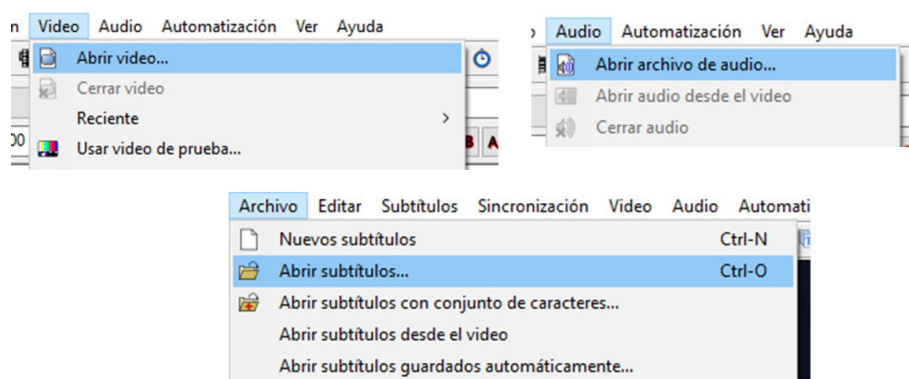 n Video Audio Automatización Ver Ayuda
Abrir video...
Cerrar video
Reciente >
00 Usar video de prueba... B A
Audio Automatización Ver Ayuda
Abrir archivo de audio...
Abrir audio desde el video
Cerrar audio
Archivo Editar Subtítulos Sincronización Video Audio Automati
Nuevos subtítulos Ctrl-N
Abrir subtítulos... Ctrl-O
Abrir subtítulos con conjunto de caracteres...
Abrir subtítulos desde el video
Abrir subtítulos guardados automáticamente...